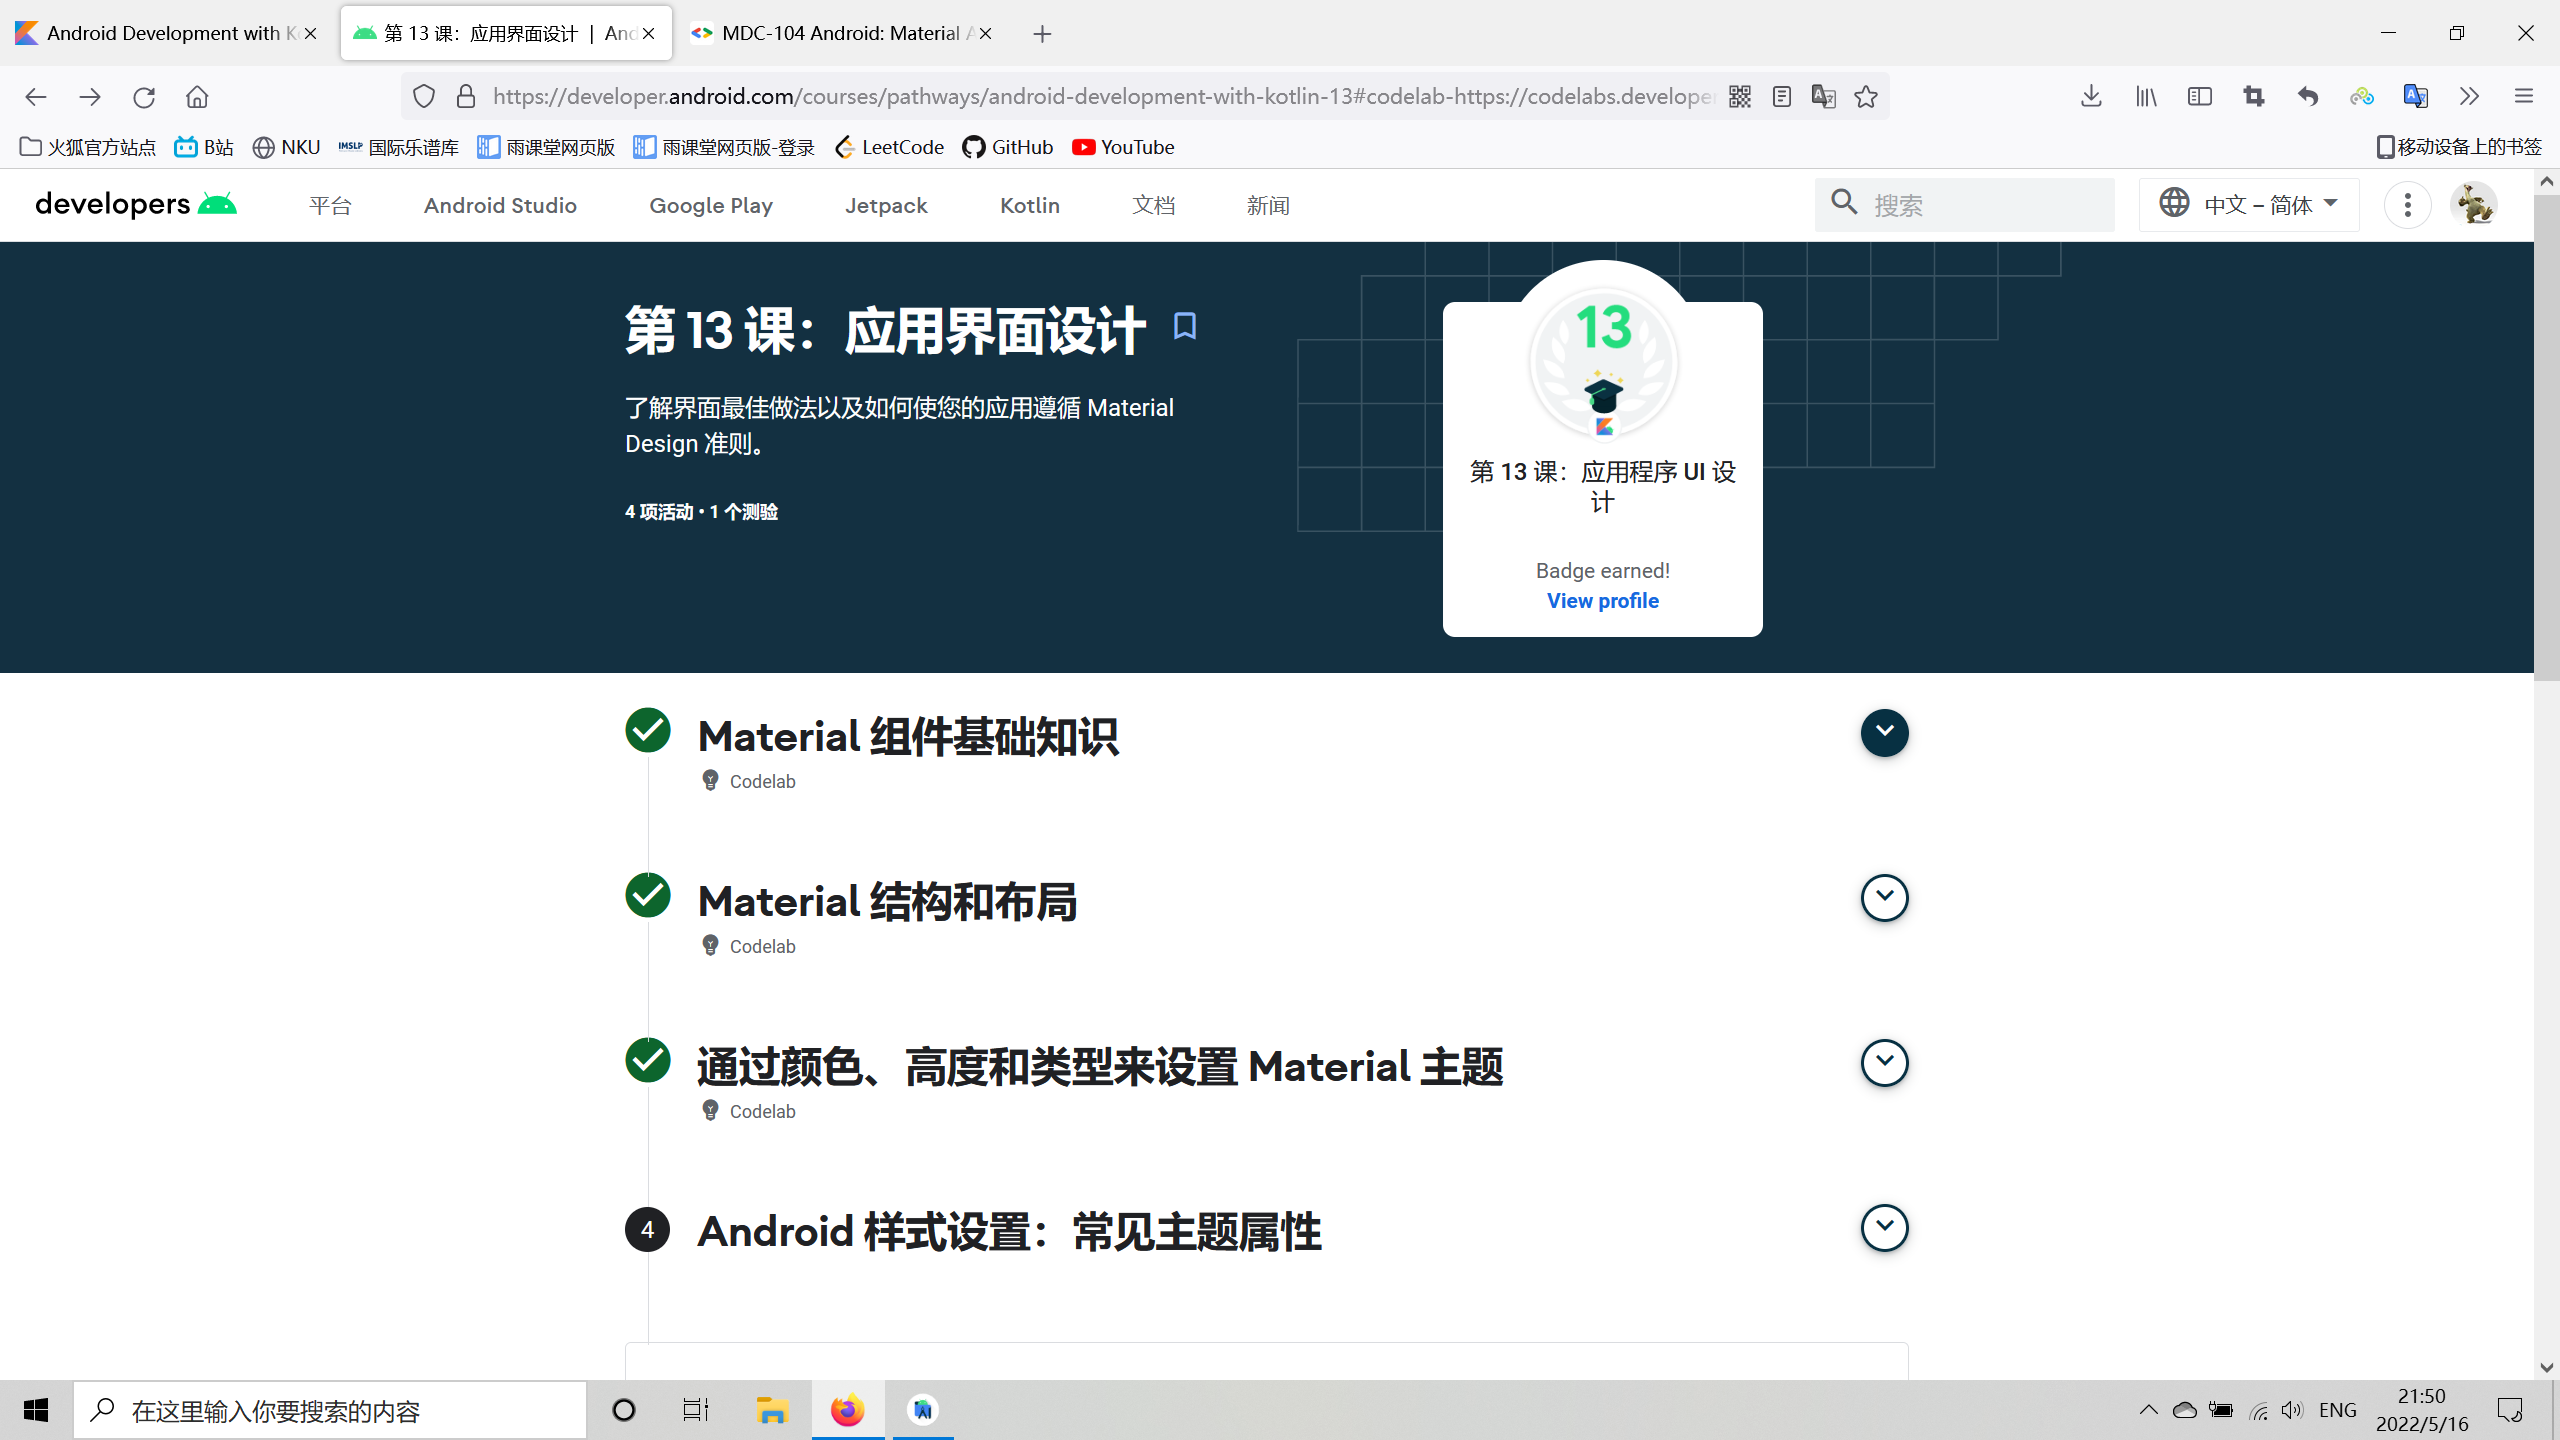 Android Development with K
第 13 课：应用界面设计 | And
MDC-104 Android: Material A
https://developer.android.com/courses/pathways/android-development-with-kotlin-13#codelab-https://codelabs.developer
火狐官方站点
B站
NKU
IMSLP 国际乐谱库
雨课堂网页版
雨课堂网页版-登录
LeetCode
GitHub
YouTube
移动设备上的书签
developers
平台
Android Studio
Google Play
Jetpack
Kotlin
文档
新闻
搜索
中文 – 简体
第 13 课：应用界面设计
了解界面最佳做法以及如何使您的应用遵循 Material
Design 准则。
4 项活动 • 1 个测验
13
第 13 课：应用程序 UI 设
计
Badge earned!
View profile
Material 组件基础知识
Codelab
Material 结构和布局
Codelab
通过颜色、高度和类型来设置 Material 主题
Codelab
4
Android 样式设置：常见主题属性
在这里输入你要搜索的内容
ENG
21:50
2022/5/16